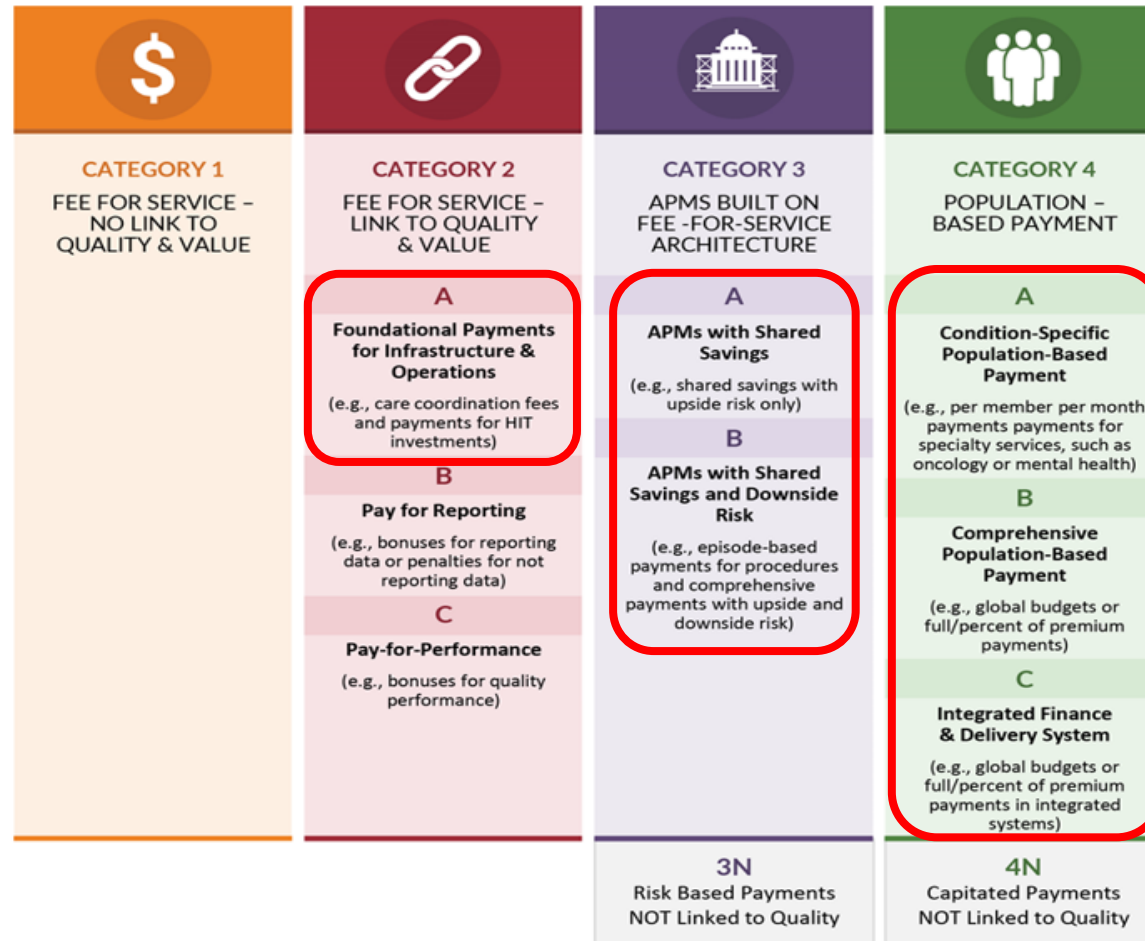 $
CATEGORY 1
FEE FOR SERVICE –
NO LINK TO
QUALITY & VALUE
CATEGORY 2
FEE FOR SERVICE –
LINK TO QUALITY
& VALUE
A
Foundational Payments
for Infrastructure &
Operations
(e.g., care coordination fees
and payments for HIT
investments)
B
Pay for Reporting
(e.g., bonuses for reporting
data or penalties for not
reporting data)
C
Pay-for-Performance
(e.g., bonuses for quality
performance)
CATEGORY 3
APMS BUILT ON
FEE -FOR-SERVICE
ARCHITECTURE
A
APMs with Shared
Savings
(e.g., shared savings with
upside risk only)
B
APMs with Shared
Savings and Downside
Risk
(e.g., episode-based
payments for procedures
and comprehensive
payments with upside and
downside risk)
3N
Risk Based Payments
NOT Linked to Quality
CATEGORY 4
POPULATION –
BASED PAYMENT
A
Condition-Specific
Population-Based
Payment
(e.g., per member per month
payments payments for
specialty services, such as
oncology or mental health)
B
Comprehensive
Population-Based
Payment
(e.g., global budgets or
full/percent of premium
payments)
C
Integrated Finance
& Delivery System
(e.g., global budgets or
full/percent of premium
payments in integrated
systems)
4N
Capitated Payments
NOT Linked to Quality